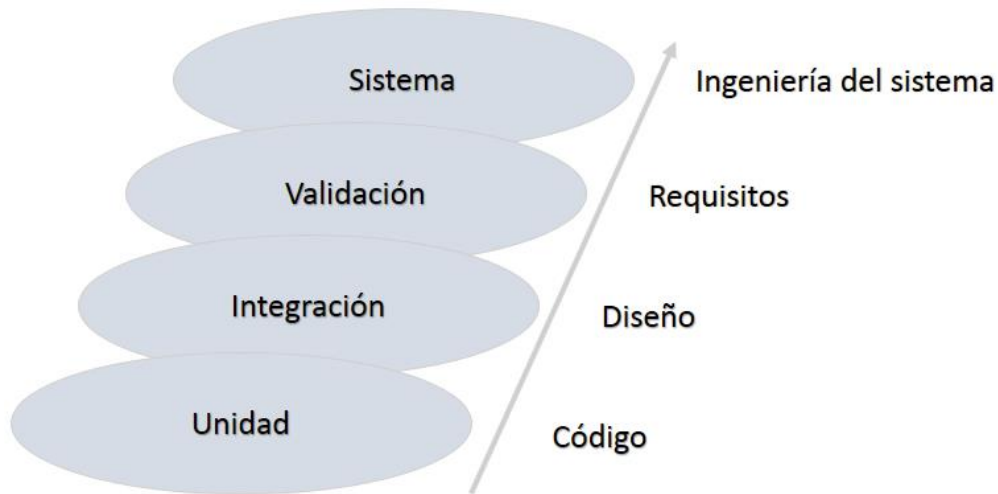 Sistema
Ingeniería del sistema
Validación
Requisitos
Integración
Diseño
Unidad
Código